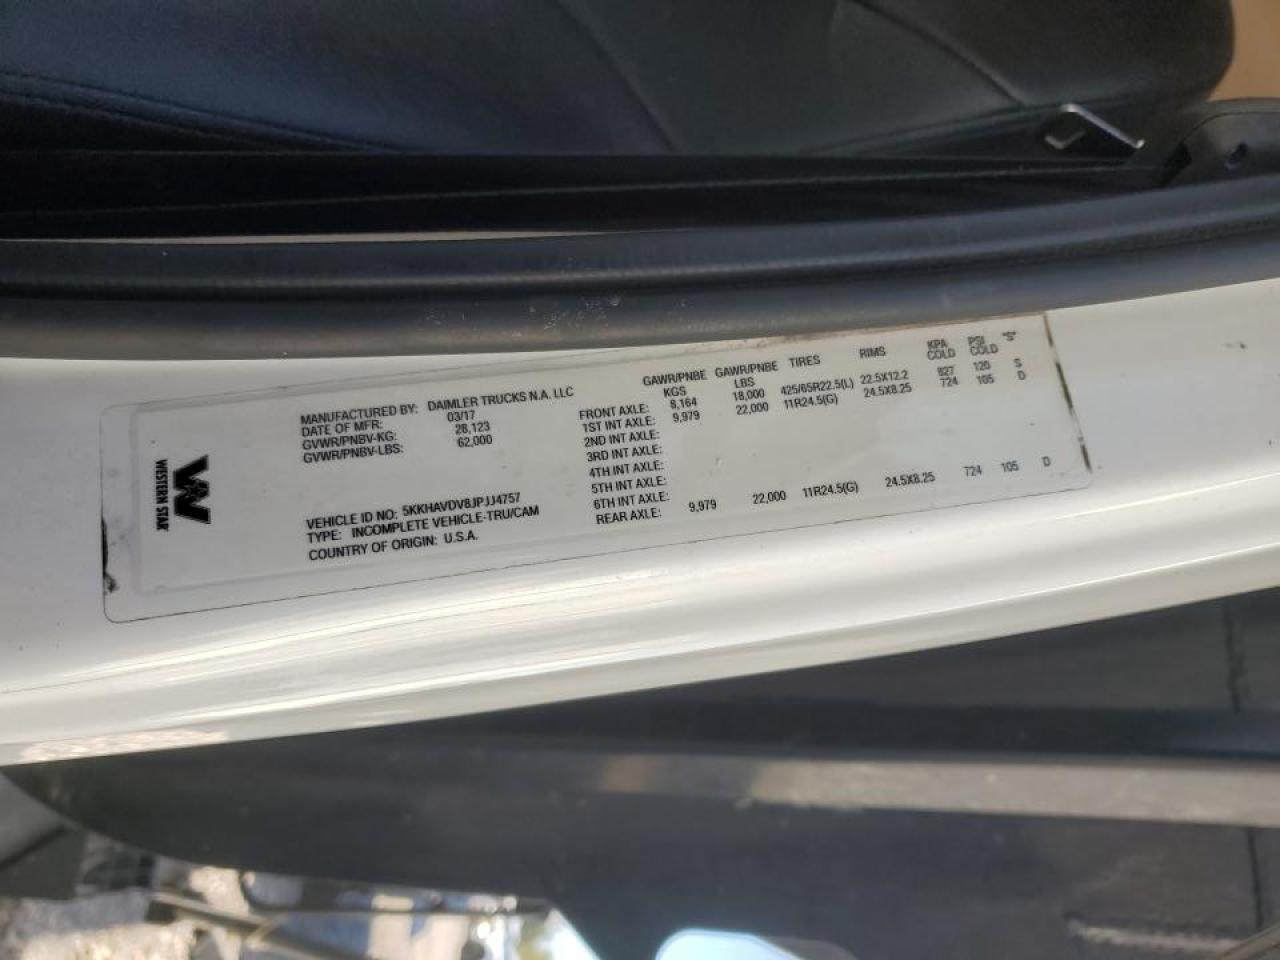 WESTERN STAR
MANUFACTURED BY: DAIMLER TRUCKS N.A. LLC
DATE OF MFR: 03/17
GVWR/PNBV-KG: 28,123
GVWR/PNBV-LBS: 62,000
VEHICLE ID NO: 5KKHAVDV8JPJJ4757
TYPE: INCOMPLETE VEHICLE-TRU/CAM
COUNTRY OF ORIGIN: U.S.A.
GAWR/PNBE KGS GAWR/PNBE LBS TIRES RIMS KPA COLD PSI COLD "S"
FRONT AXLE: 8,164 18,000 425/65R22.5(L) 22.5X12.2 827 120 S
1ST INT AXLE: 9,979 22,000 11R24.5(G) 24.5X8.25 724 105 D
2ND INT AXLE:
3RD INT AXLE:
4TH INT AXLE:
5TH INT AXLE:
6TH INT AXLE:
REAR AXLE: 9,979 22,000 11R24.5(G) 24.5X8.25 724 105 D